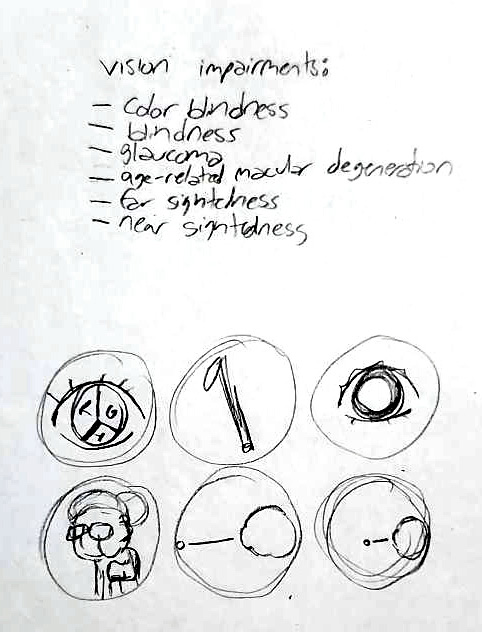 vision impairments:
– color blindness
– blindness
– glaucoma
– age-related macular degeneration
– far sightedness
– near sightedness
R G